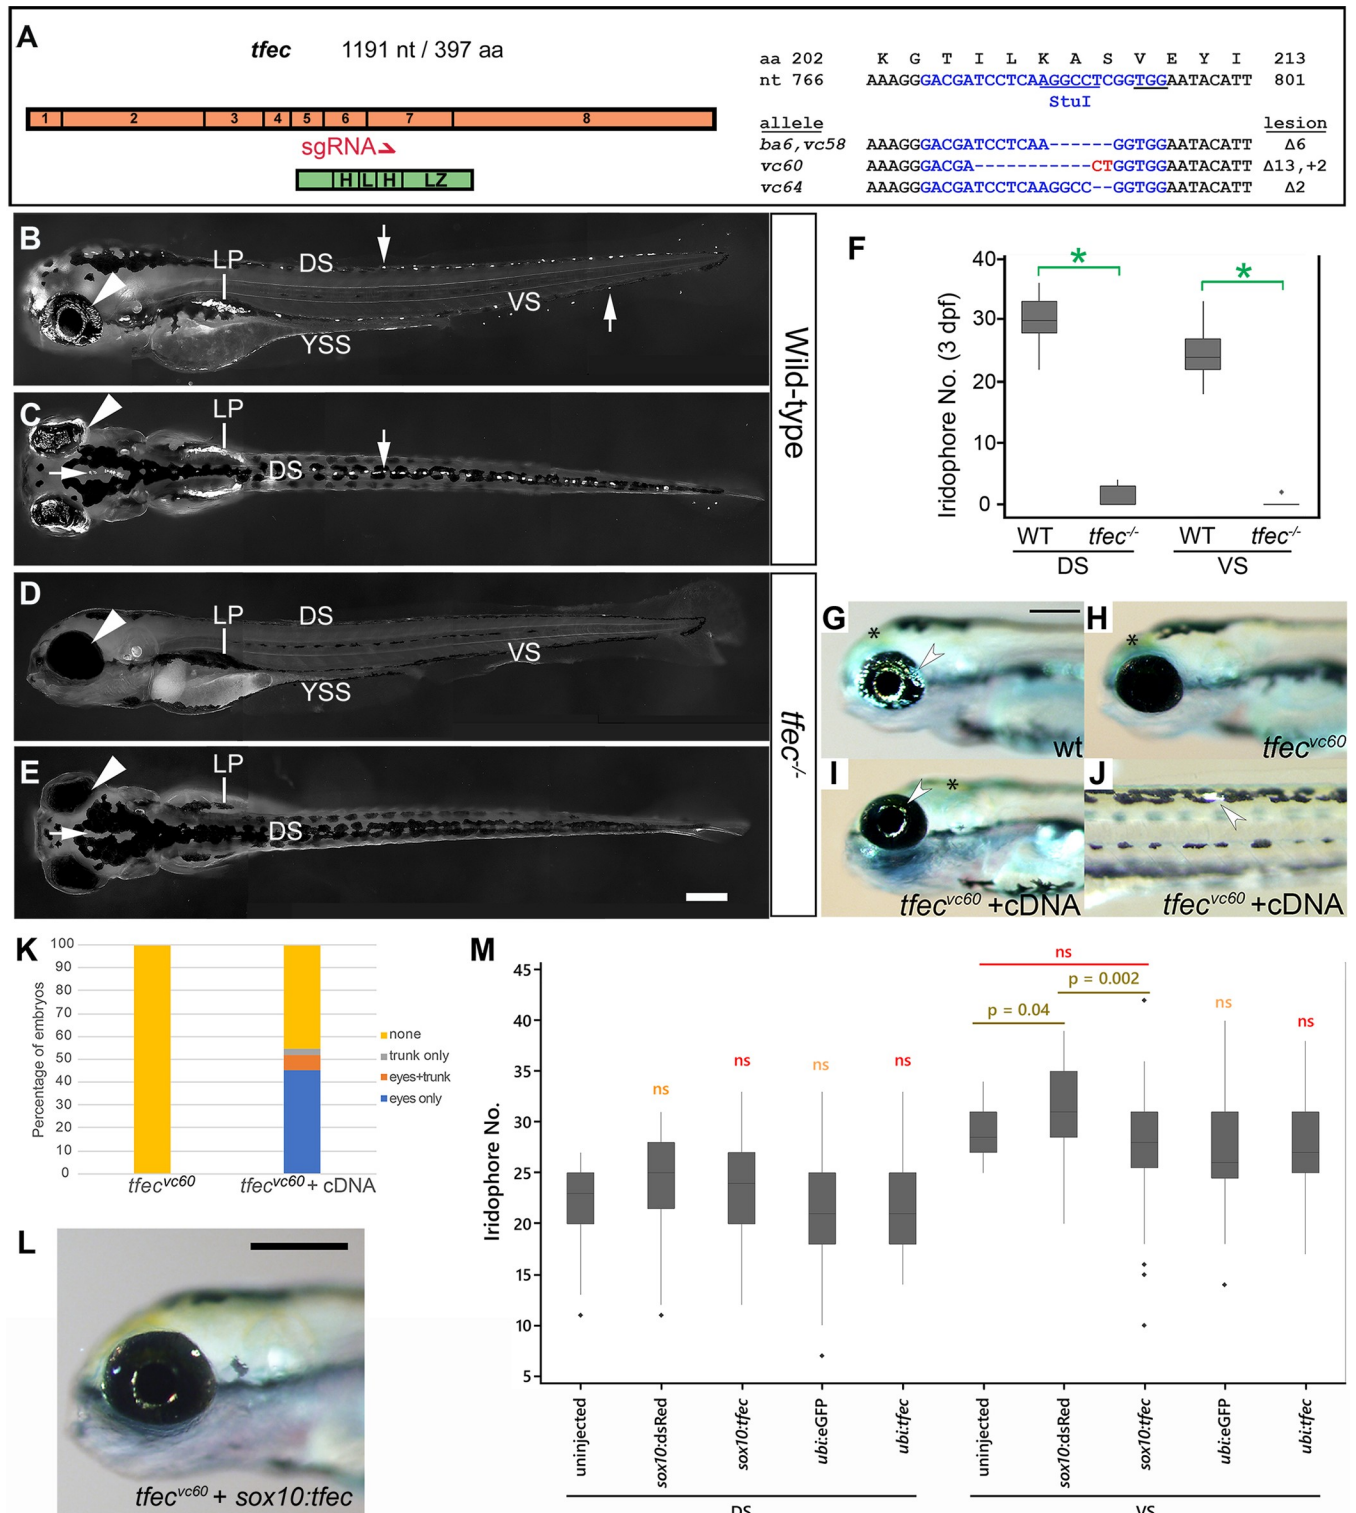 A
tfec 1191 nt / 397 aa
1 2 3 4 5 6 7 8
sgRNA
H L H LZ
aa 202 K G T I L K A S V E Y I 213
nt 766 AAAGGGACGATCCTCAAGGCCTCGGTGGAATACATT 801
StuI
allele lesion
ba6,vc58 AAAGGGACGATCCTCAA------GGTGGAATACATT Δ6
vc60 AAAGGGACGA-----------CTGGTGGAATACATT Δ13,+2
vc64 AAAGGGACGATCCTCAAGGCC--GGTGGAATACATT Δ2
B
LP DS VS YSS
C
LP DS
Wild-type
D
LP DS VS YSS
E
LP DS
tfec-/-
F
Iridophore No. (3 dpf)
40
30
20
10
0
* *
WT tfec-/- WT tfec-/-
DS VS
G
*
wt
H
*
tfecvc60
I
*
tfecvc60 +cDNA
J
tfecvc60 +cDNA
K
Percentage of embryos
100
90
80
70
60
50
40
30
20
10
0
none
trunk only
eyes+trunk
eyes only
tfecvc60 tfecvc60 + cDNA
L
tfecvc60 + sox10:tfec
M
Iridophore No.
45
40
35
30
25
20
15
10
5
ns ns ns ns
ns
p = 0.002
p = 0.04
ns ns
uninjected
sox10:dsRed
sox10:tfec
ubi:eGFP
ubi:tfec
uninjected
sox10:dsRed
sox10:tfec
ubi:eGFP
ubi:tfec
DS VS